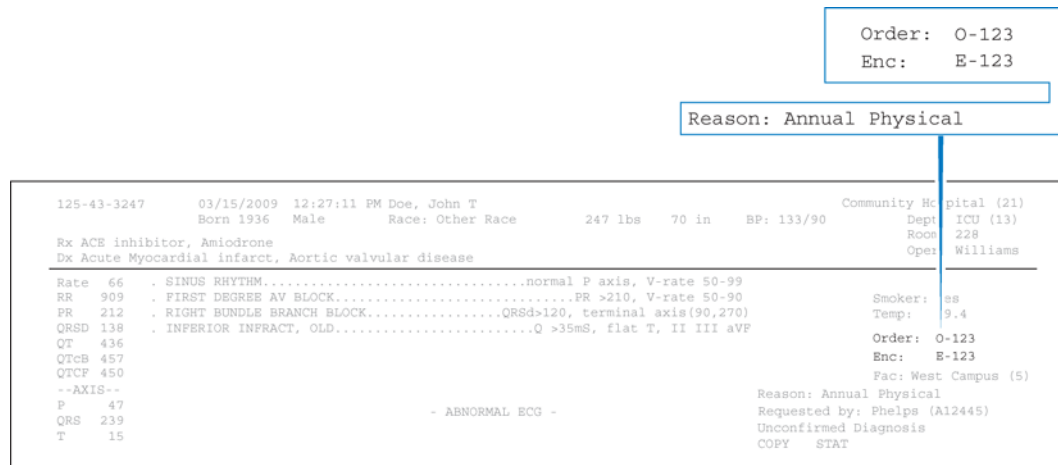 Order: O-123
Enc: E-123
Reason: Annual Physical
125-43-3247 03/15/2009 12:27:11 PM Doe, John T Community Hospital (21)
Born 1936 Male Race: Other Race 247 lbs 70 in BP: 133/90 Dept ICU (13)
Room 228
Rx ACE inhibitor, Amiodrone Oper Williams
Dx Acute Myocardial infarct, Aortic valvular disease
Rate 66 . SINUS RHYTHM.................................normal P axis, V-rate 50-99
RR 909 . FIRST DEGREE AV BLOCK..............................PR >210, V-rate 50-90 Smoker: Yes
PR 212 . RIGHT BUNDLE BRANCH BLOCK.................QRSd>120, terminal axis(90,270) Temp: 9.4
QRSD 138 . INFERIOR INFRACT, OLD.........................Q >35mS, flat T, II III aVF
QT 436 Order: O-123
QTcB 457 Enc: E-123
QTCF 450 Fac: West Campus (5)
--AXIS-- Reason: Annual Physical
P 47 - ABNORMAL ECG - Requested by: Phelps (A12445)
QRS 239 Unconfirmed Diagnosis
T 15 COPY STAT